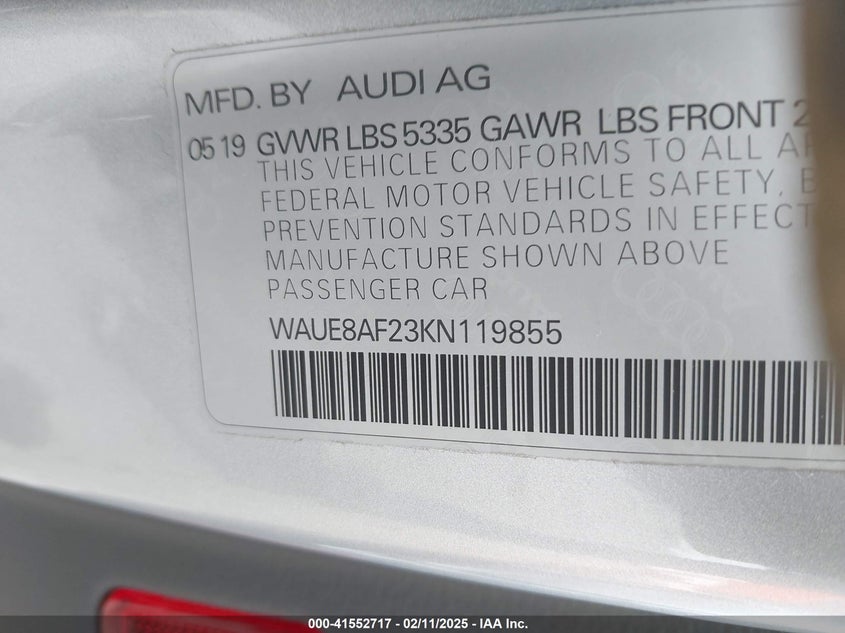 MFD. BY AUDI AG
05 19 GVWR LBS 5335 GAWR LBS FRONT 2
THIS VEHICLE CONFORMS TO ALL AP
FEDERAL MOTOR VEHICLE SAFETY, B
PREVENTION STANDARDS IN EFFECT
MANUFACTURE SHOWN ABOVE
PASSENGER CAR
WAUE8AF23KN119855
000-41552717 - 02/11/2025 - IAA Inc.